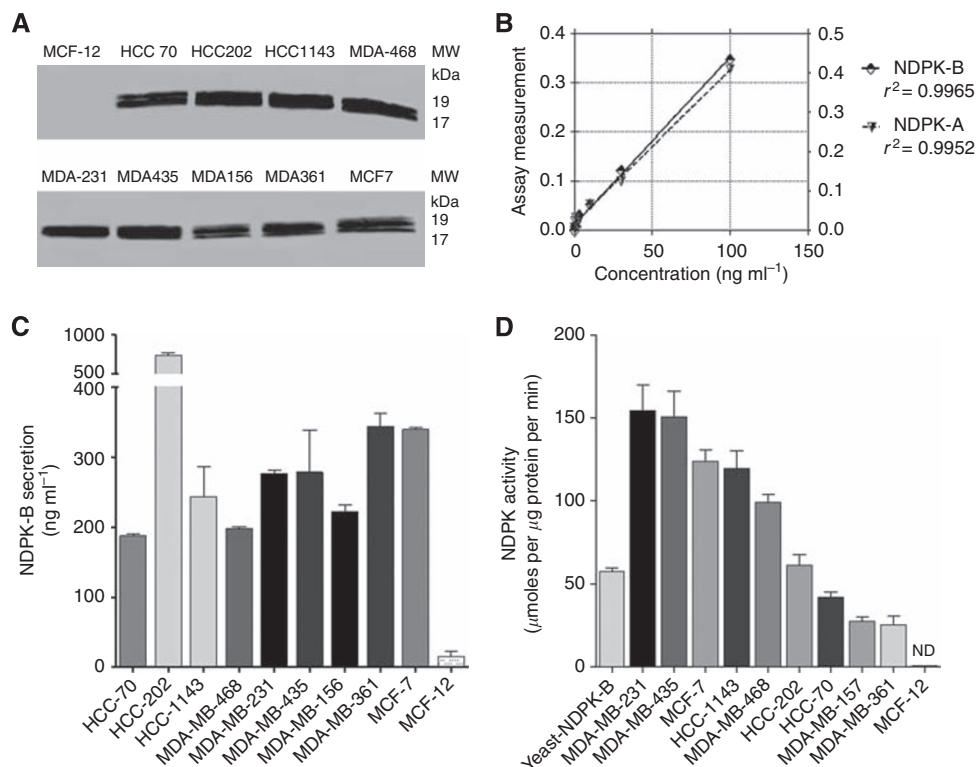 A
MCF-12 HCC 70 HCC202 HCC1143 MDA-468 MW
kDa
19
17
MDA-231 MDA435 MDA156 MDA361 MCF7 MW
kDa
19
17
B
0.4
0.3
0.2
0.1
0.0
Assay measurement
0 50 100 150
Concentration (ng ml⁻¹)
0.5
0.4
0.3
0.2
0.1
0.0
NDPK-B
r² = 0.9965
NDPK-A
r² = 0.9952
C
1000
500
400
300
200
100
0
NDPK-B secretion
(ng ml⁻¹)
HCC-70
HCC-202
HCC-1143
MDA-MB-468
MDA-MB-231
MDA-MB-435
MDA-MB-156
MDA-MB-361
MCF-7
MCF-12
D
200
150
100
50
0
NDPK activity
(μmoles per μg protein per min)
ND
Yeast-NDPK-B
MDA-MB-231
MDA-MB-435
MCF-7
HCC-1143
MDA-MB-468
HCC-202
HCC-70
MDA-MB-157
MDA-MB-361
MCF-12